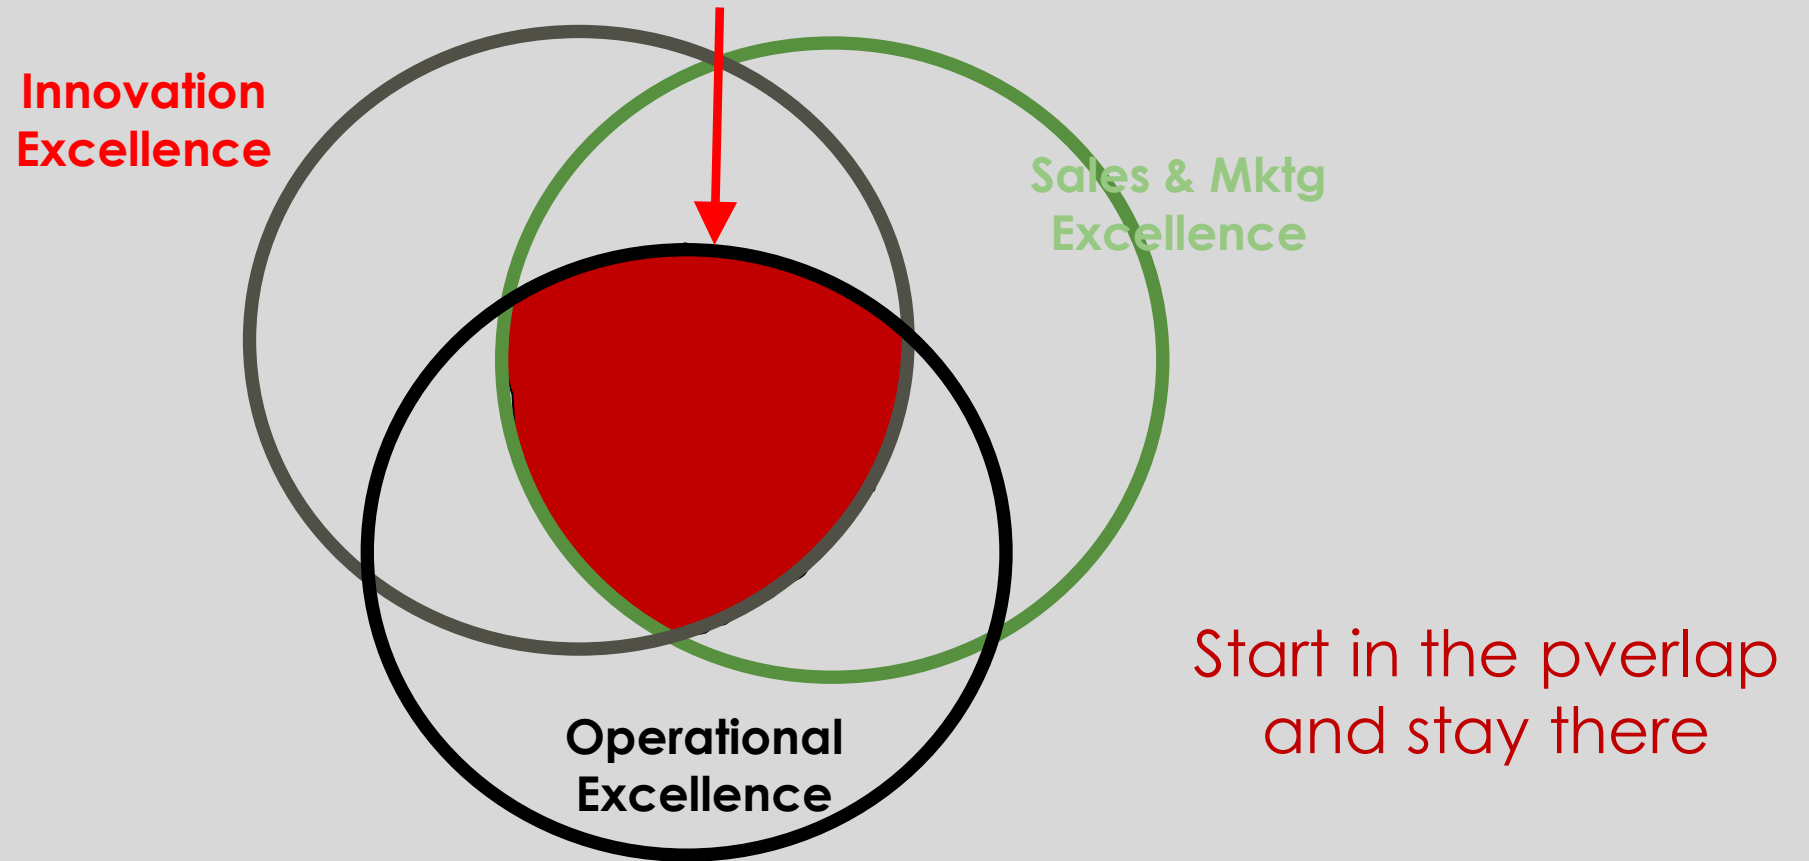 Innovation
Excellence
Sales & Mktg
Excellence
Operational
Excellence
Start in the pverlap
and stay there